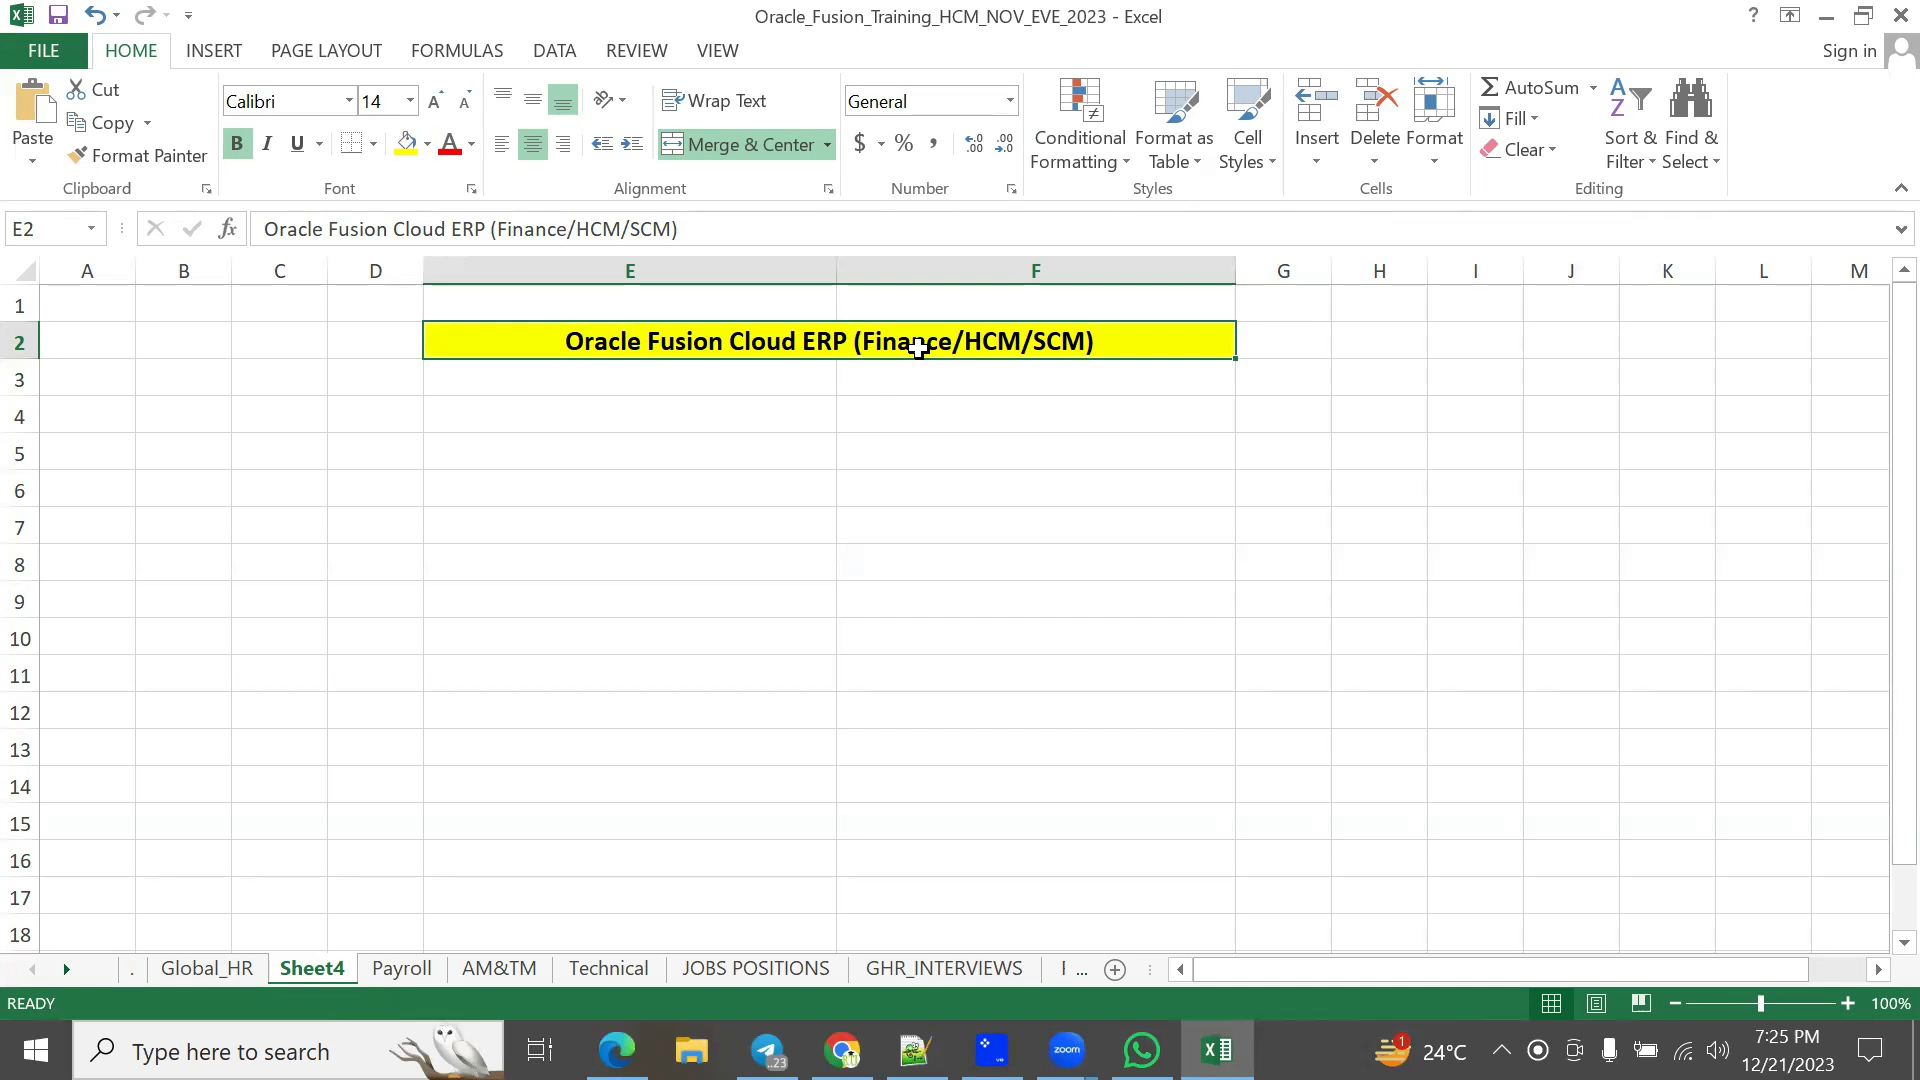 Oracle_Fusion_Training_HCM_NOV_EVE_2023 - Excel
?
FILE HOME INSERT PAGE LAYOUT FORMULAS DATA REVIEW VIEW Sign in
Paste Cut Copy Format Painter
Calibri 14 A A B I U A
Wrap Text
Merge & Center
General
$ % ,
Conditional Formatting
Format as Table
Cell Styles
Insert Delete Format
AutoSum
Fill
Clear
Sort & Filter
Find & Select
Clipboard Font Alignment Number Styles Cells Editing
E2 fx Oracle Fusion Cloud ERP (Finance/HCM/SCM)
A B C D E F G H I J K L M
1
2 Oracle Fusion Cloud ERP (Finance/HCM/SCM)
3
4
5
6
7
8
9
10
11
12
13
14
15
16
17
18
. Global_HR Sheet4 Payroll AM&TM Technical JOBS POSITIONS GHR_INTERVIEWS I ...
READY 100%
Type here to search ..23 zoom 1 24°C 7:25 PM
12/21/2023